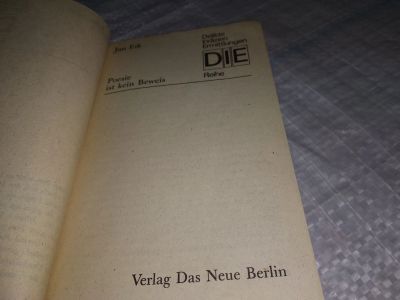 Jan Eik
Delikte
Indizien
Ermittlungen
DIE
Reihe
Poesie
ist kein Beweis
Verlag Das Neue Berlin